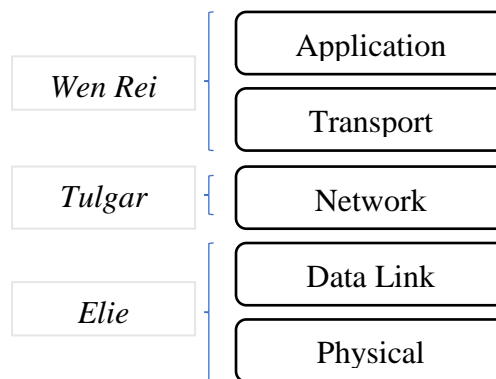 Wen Rei
Application
Transport
Tulgar
Network
Elie
Data Link
Physical